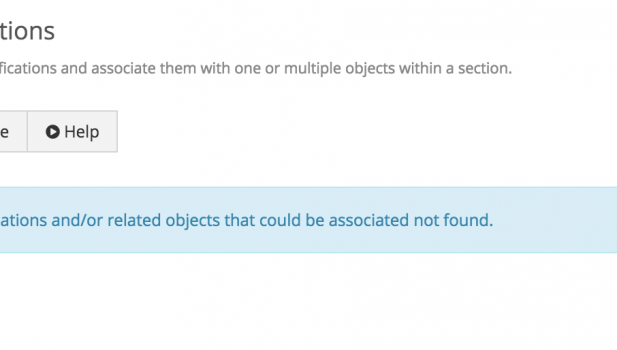 tions
fications and associate them with one or multiple objects within a section.
e
Help
ations and/or related objects that could be associated not found.